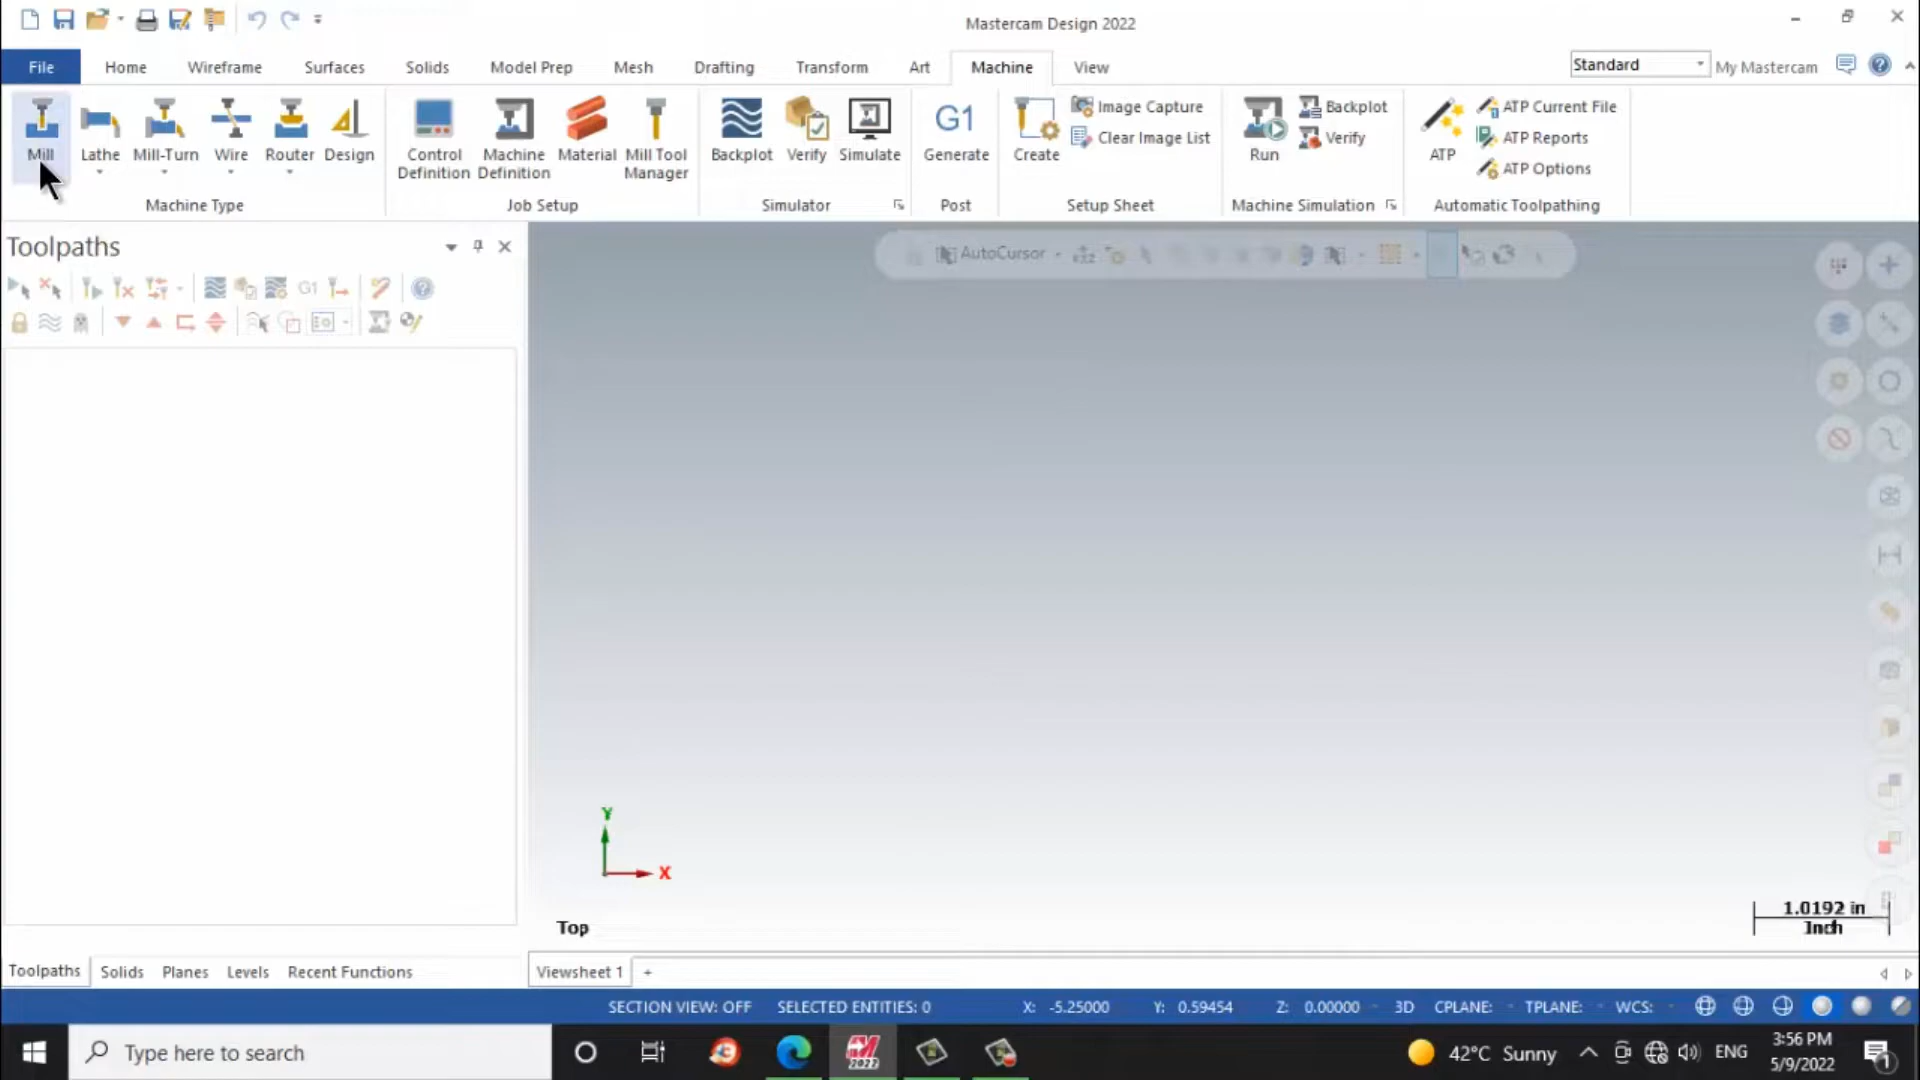 Mastercam Design 2022
File Home Wireframe Surfaces Solids Model Prep Mesh Drafting Transform Art Machine View Standard My Mastercam
Mill Lathe Mill-Turn Wire Router Design
Machine Type
Control Definition Machine Definition Material Mill Tool Manager
Job Setup
Backplot Verify Simulate
Simulator
G1 Generate
Post
Create Image Capture
Clear Image List
Setup Sheet
Run Backplot
Verify
Machine Simulation
ATP ATP Current File
ATP Reports
ATP Options
Automatic Toolpathing
Toolpaths
G1
AutoCursor
Y
X
Top
1.0192 in
Inch
Toolpaths Solids Planes Levels Recent Functions
Viewsheet 1 +
SECTION VIEW: OFF SELECTED ENTITIES: 0 X: -5.25000 Y: 0.59454 Z: 0.00000 3D CPLANE: TPLANE: WCS:
Type here to search
2022
42°C Sunny
ENG
3:56 PM
5/9/2022
1